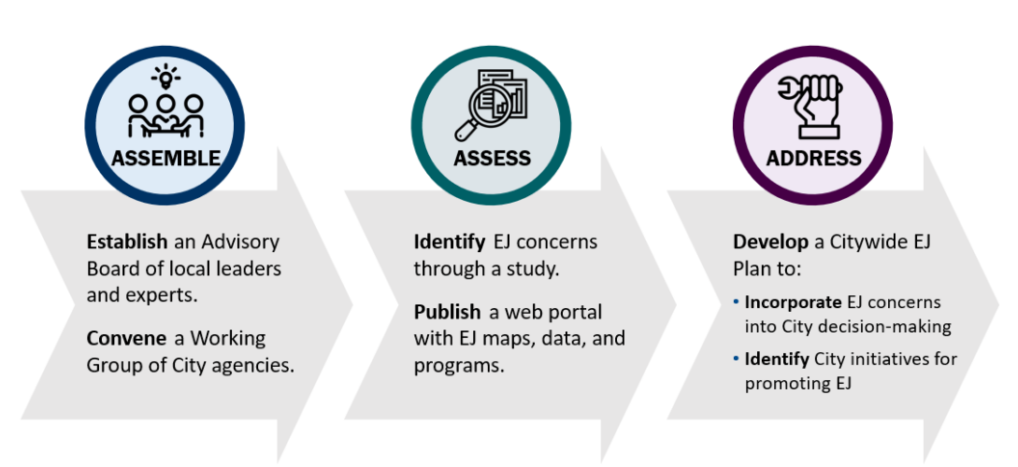 ASSEMBLE
Establish an Advisory
Board of local leaders
and experts.
Convene a Working
Group of City agencies.
ASSESS
Identify EJ concerns
through a study.
Publish a web portal
with EJ maps, data, and
programs.
ADDRESS
Develop a Citywide EJ
Plan to:
• Incorporate EJ concerns
into City decision-making
• Identify City initiatives for
promoting EJ